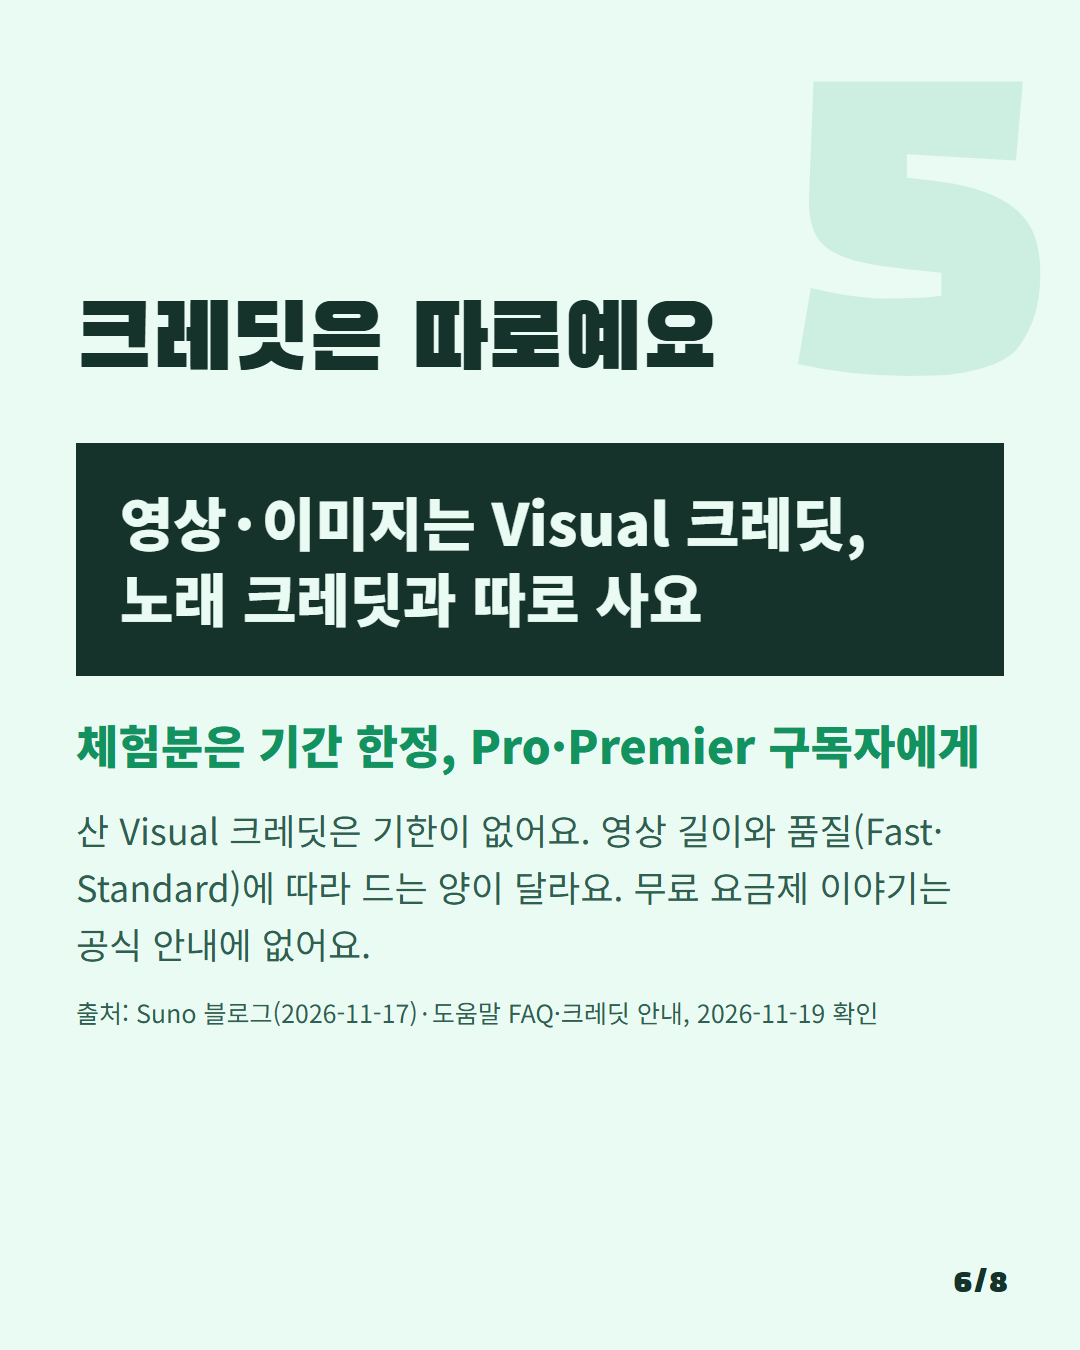 5
크레딧은 따로예요
영상·이미지는 Visual 크레딧,
노래 크레딧과 따로 사요
체험분은 기간 한정, Pro·Premier 구독자에게
산 Visual 크레딧은 기한이 없어요. 영상 길이와 품질(Fast·
Standard)에 따라 드는 양이 달라요. 무료 요금제 이야기는
공식 안내에 없어요.
출처: Suno 블로그(2026-11-17)·도움말 FAQ·크레딧 안내, 2026-11-19 확인
6/8